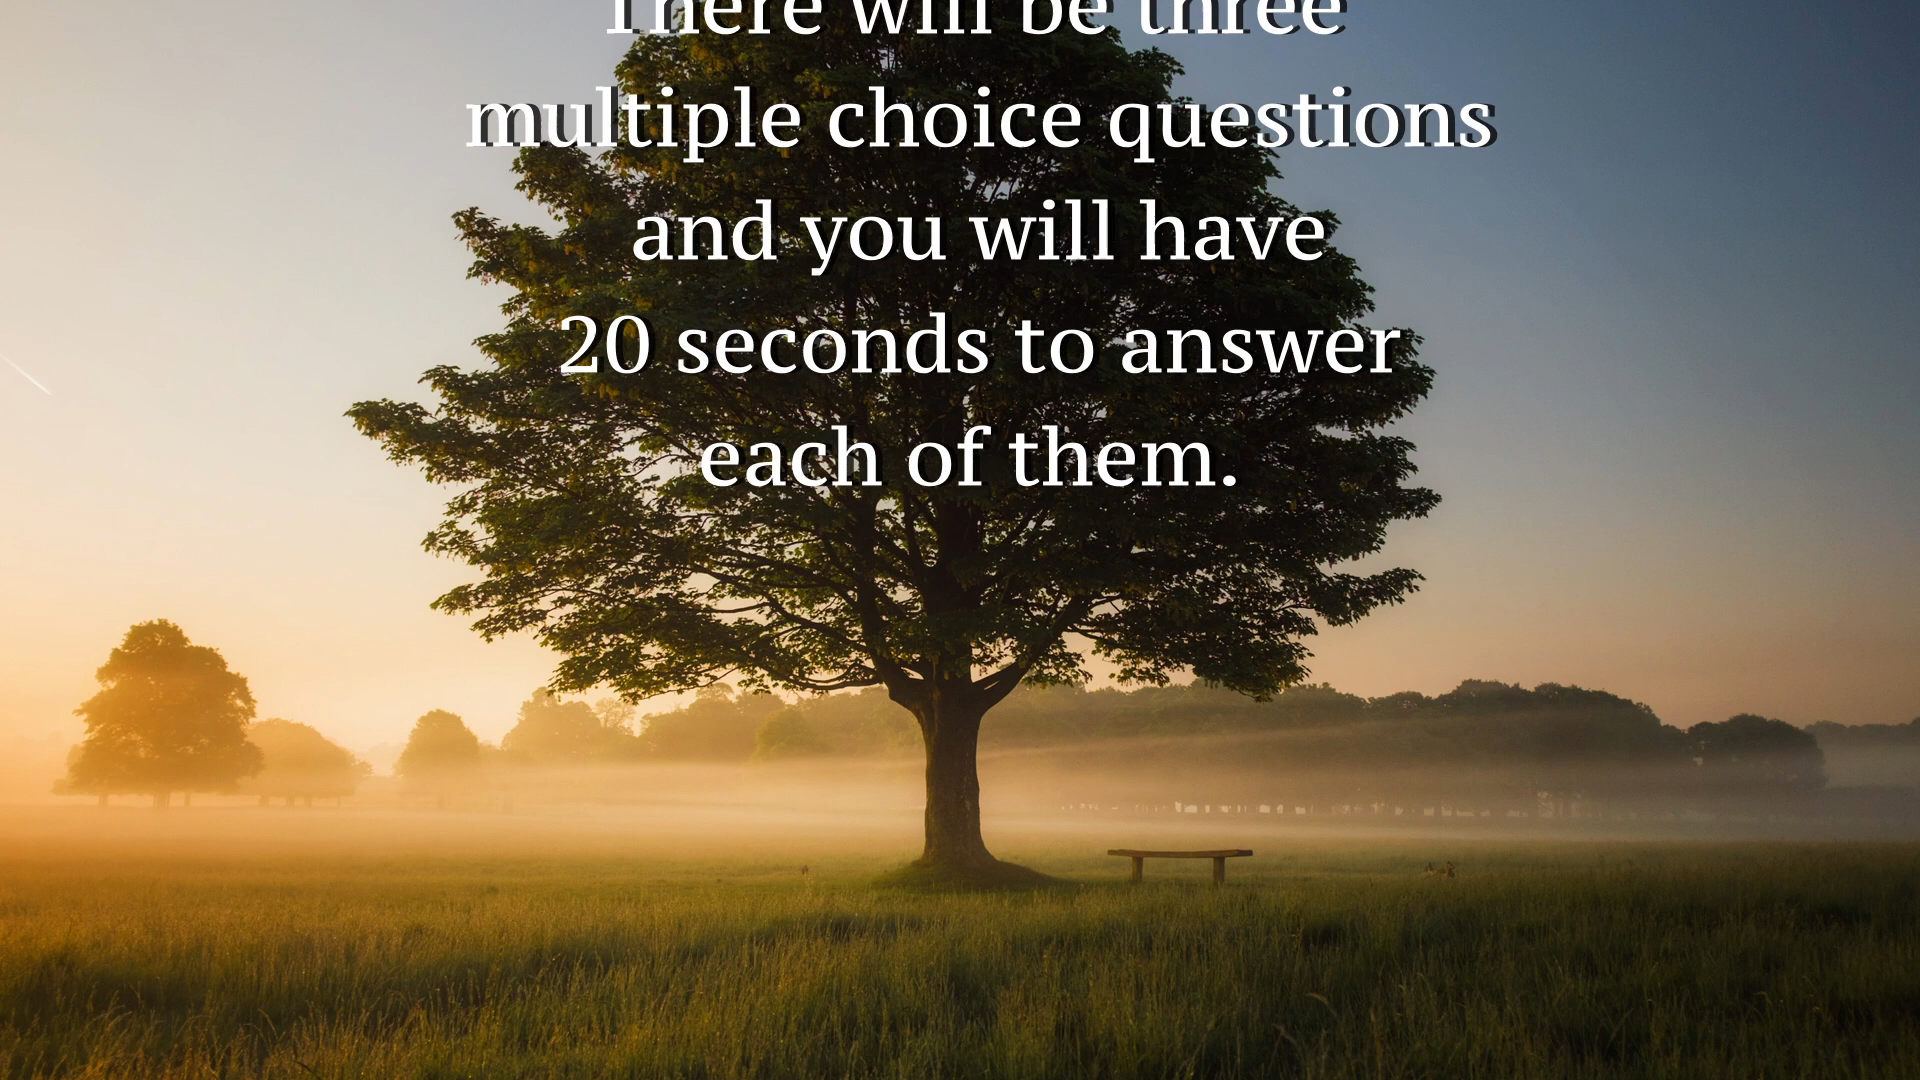 There will be three
multiple choice questions
and you will have
20 seconds to answer
each of them.